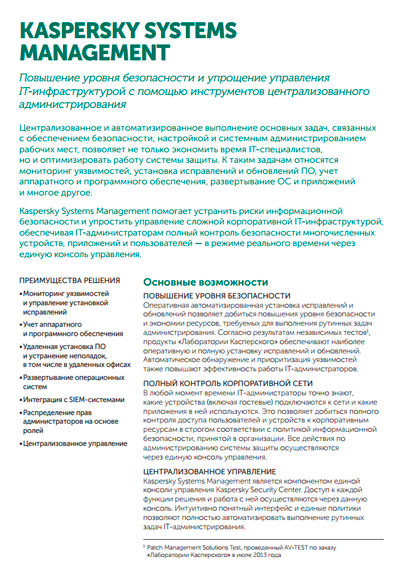 KASPERSKY SYSTEMS
MANAGEMENT
Повышение уровня безопасности и упрощение управления
IT-инфраструктурой с помощью инструментов централизованного
администрирования
Централизованное и автоматизированное выполнение основных задач, связанных
с обеспечением безопасности, настройкой и системным администрированием
рабочих мест, позволяет не только экономить время IT-специалистов,
но и оптимизировать работу системы защиты. К таким задачам относятся
мониторинг уязвимостей, установка исправлений и обновлений ПО, учет
аппаратного и программного обеспечения, развертывание ОС и приложений
и многое другое.
Kaspersky Systems Management помогает устранить риски информационной
безопасности и упростить управление сложной корпоративной IT-инфраструктурой,
обеспечивая IT-администраторам полный контроль безопасности многочисленных
устройств, приложений и пользователей — в режиме реального времени через
единую консоль управления.
ПРЕИМУЩЕСТВА РЕШЕНИЯ
• Мониторинг уязвимостей
и управление установкой
исправлений
• Учет аппаратного
и программного обеспечения
• Удаленная установка ПО
и устранение неполадок,
в том числе в удаленных офисах
• Развертывание операционных
систем
• Интеграция с SIEM-системами
• Распределение прав
администраторов на основе
ролей
• Централизованное управление
Основные возможности
ПОВЫШЕНИЕ УРОВНЯ БЕЗОПАСНОСТИ
Оперативная автоматизированная установка исправлений и
обновлений позволяет добиться повышения уровня безопасности
и экономии ресурсов, требуемых для выполнения рутинных задач
администрирования. Согласно результатам независимых тестов¹,
продукты «Лаборатории Касперского» обеспечивают наиболее
оперативную и полную установку исправлений и обновлений.
Автоматическое обнаружение и приоритизация уязвимостей
также повышают эффективность работы IT-администраторов.
ПОЛНЫЙ КОНТРОЛЬ КОРПОРАТИВНОЙ СЕТИ
В любой момент времени IT-администраторы точно знают,
какие устройства (включая гостевые) подключаются к сети и какие
приложения в ней используются. Это позволяет добиться полного
контроля доступа пользователей и устройств к корпоративным
ресурсам в строгом соответствии с политикой информационной
безопасности, принятой в организации. Все действия по
администрированию системы защиты осуществляются
через единую консоль управления.
ЦЕНТРАЛИЗОВАННОЕ УПРАВЛЕНИЕ
Kaspersky Systems Management является компонентом единой
консоли управления Kaspersky Security Center. Доступ к каждой
функции решения и работа с ней осуществляются через данную
консоль. Интуитивно понятный интерфейс и единые политики
позволяют полностью автоматизировать выполнение рутинных
задач IT-администрирования.
¹ Patch Management Solutions Test, проведенный AV-TEST по заказу
«Лаборатории Касперского» в июле 2013 года